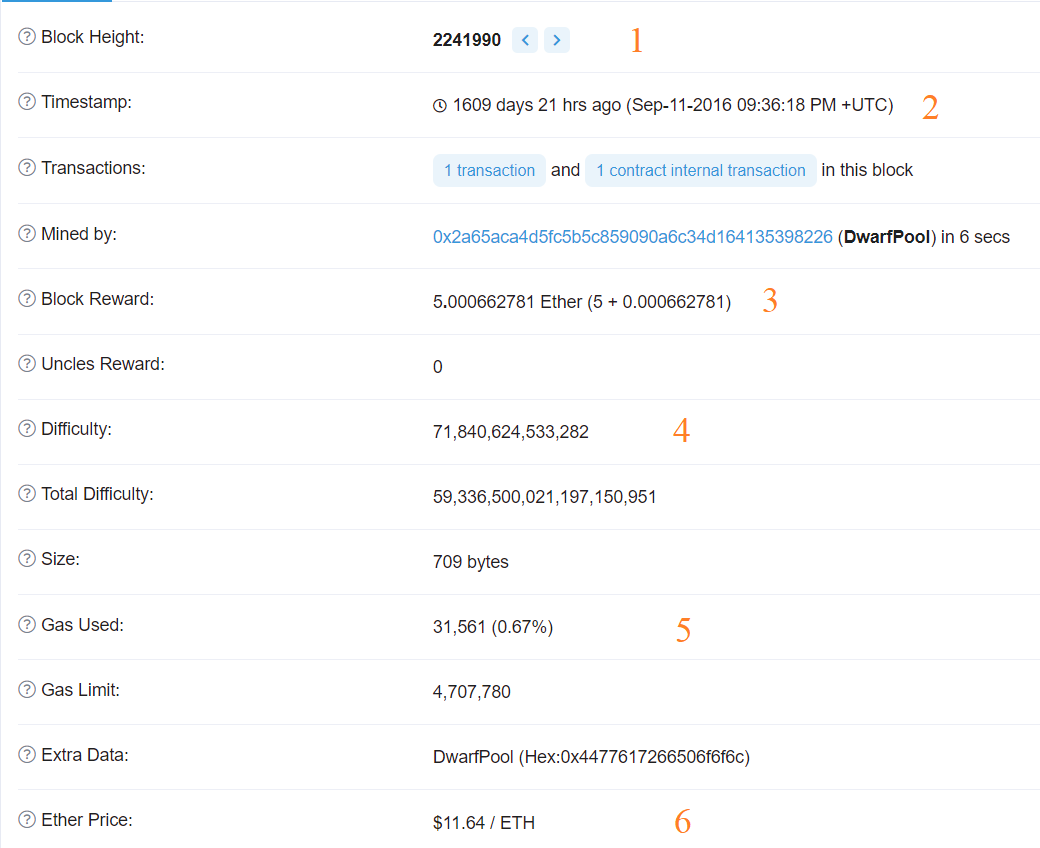 Block Height: 2241990 1
Timestamp: 1609 days 21 hrs ago (Sep-11-2016 09:36:18 PM +UTC) 2
Transactions: 1 transaction and 1 contract internal transaction in this block
Mined by: 0x2a65aca4d5fc5b5c859090a6c34d164135398226 (DwarfPool) in 6 secs
Block Reward: 5.000662781 Ether (5 + 0.000662781) 3
Uncles Reward: 0
Difficulty: 71,840,624,533,282 4
Total Difficulty: 59,336,500,021,197,150,951
Size: 709 bytes
Gas Used: 31,561 (0.67%) 5
Gas Limit: 4,707,780
Extra Data: DwarfPool (Hex:0x4477617266506f6f6c)
Ether Price: $11.64 / ETH 6